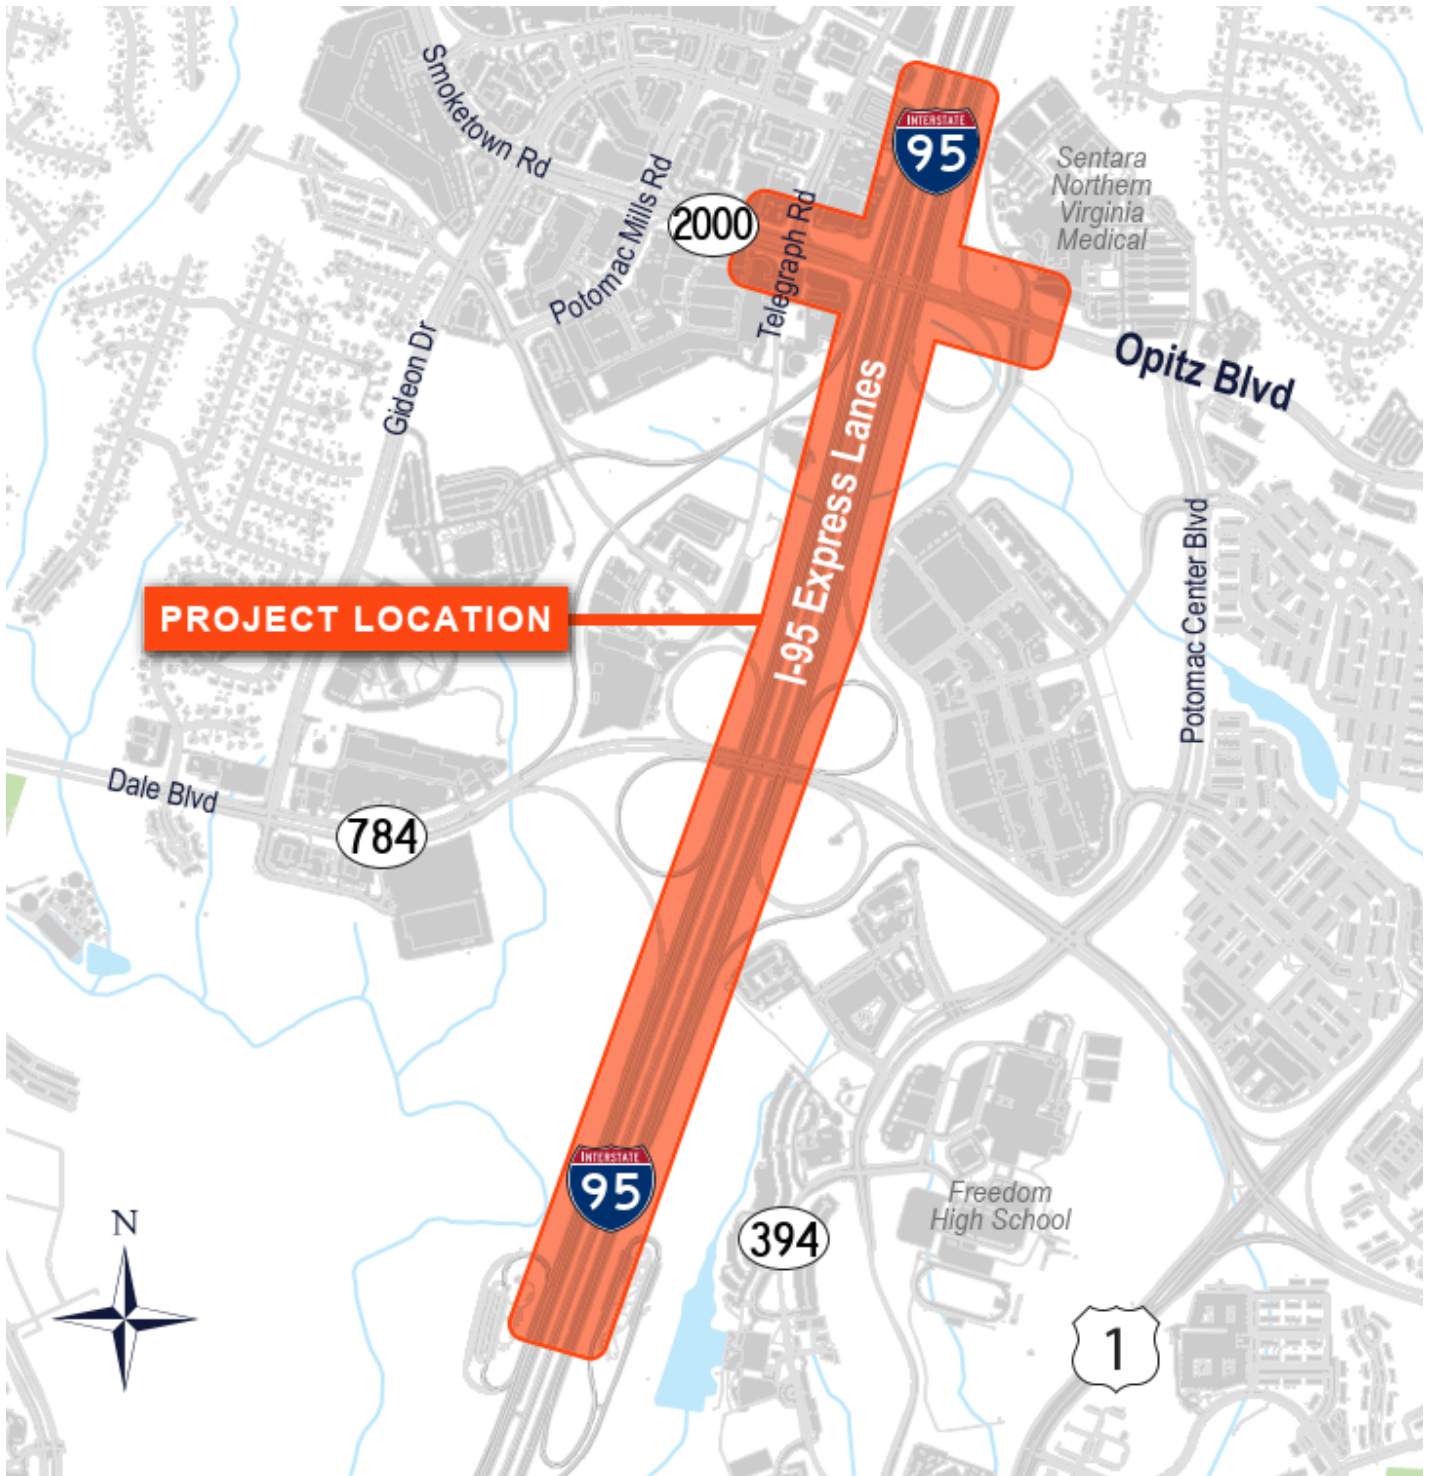 Smoketown Rd
INTERSTATE
95
Sentara
Northern
Virginia
Medical
2000
Potomac Mills Rd
Telegraph Rd
Gideon Dr
Opitz Blvd
I-95 Express Lanes
PROJECT LOCATION
Potomac Center Blvd
Dale Blvd
784
INTERSTATE
95
Freedom
High School
394
N
1